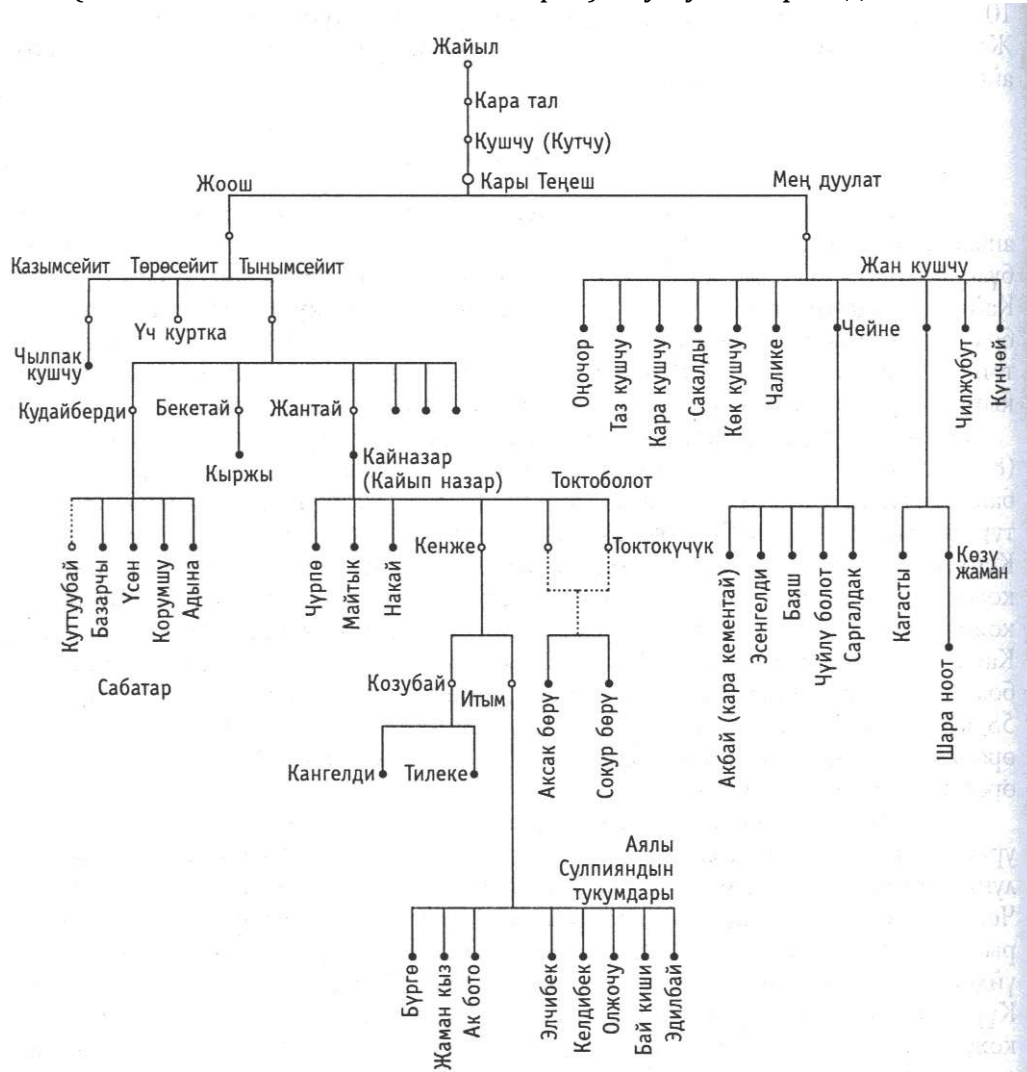 Жайыл
Кара тал
Кушчу (Кутчу)
Жоош
Кары Теңеш
Мең дуулат
Казымсейит
Төрөсейит
Тынымсейит
Жан кушчу
Үч куртка
Чылпак
кушчу
Оңочор
Таз кушчу
Кара кушчу
Сакалды
Көк кушчу
Чалике
Чейне
Чилжубут
Күнчөй
Кудайберди
Бекетай
Жантай
Кыржы
Кайназар
(Кайып назар)
Токтоболот
Куттуубай
Базарчы
Үсөн
Корумшу
Адына
Сабатар
Чүрпө
Майтык
Накай
Кенже
Токтокүчүк
Акбай (кара кементай)
Эсенгелди
Баяш
Чүйлү болот
Саргалдак
Кагасты
Көзү
жаман
Шара ноот
Козубай
Итым
Аксак бөрү
Сокур бөрү
Кангелди
Тилеке
Аялы
Сулпияндын
тукумдары
Бүргө
Жаман кыз
Ак бото
Элчибек
Келдибек
Олжочу
Бай киши
Эдилбай